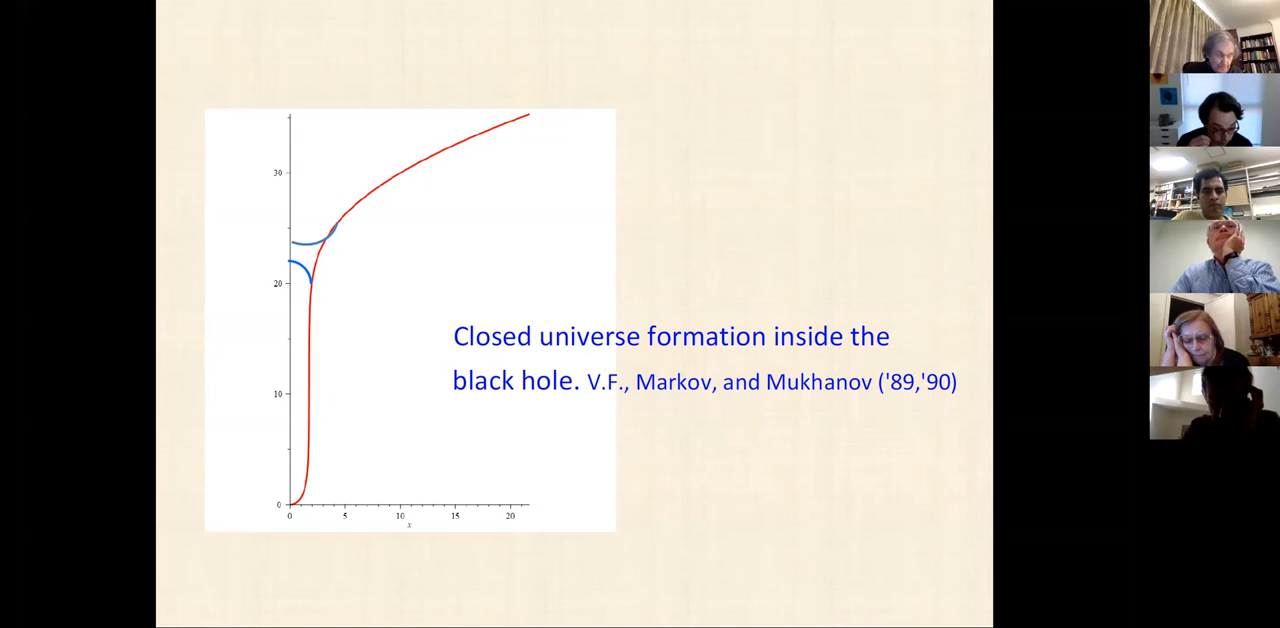 30
20
10
0
0 5 10 15 20
x
Closed universe formation inside the
black hole. V.F., Markov, and Mukhanov ('89,'90)